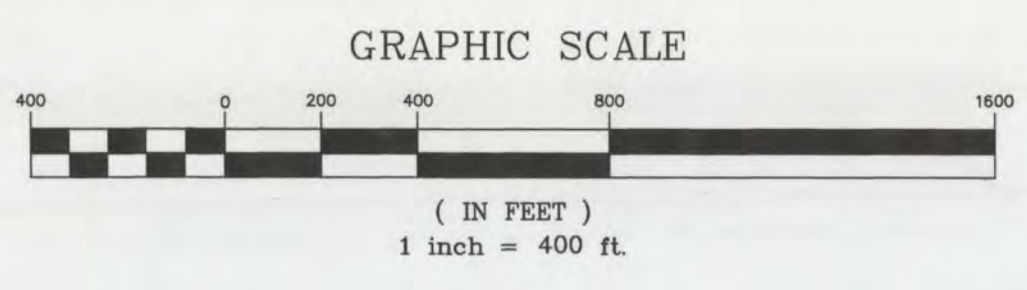 GRAPHIC SCALE
400 0 200 400 800 1600
( IN FEET )
1 inch = 400 ft.